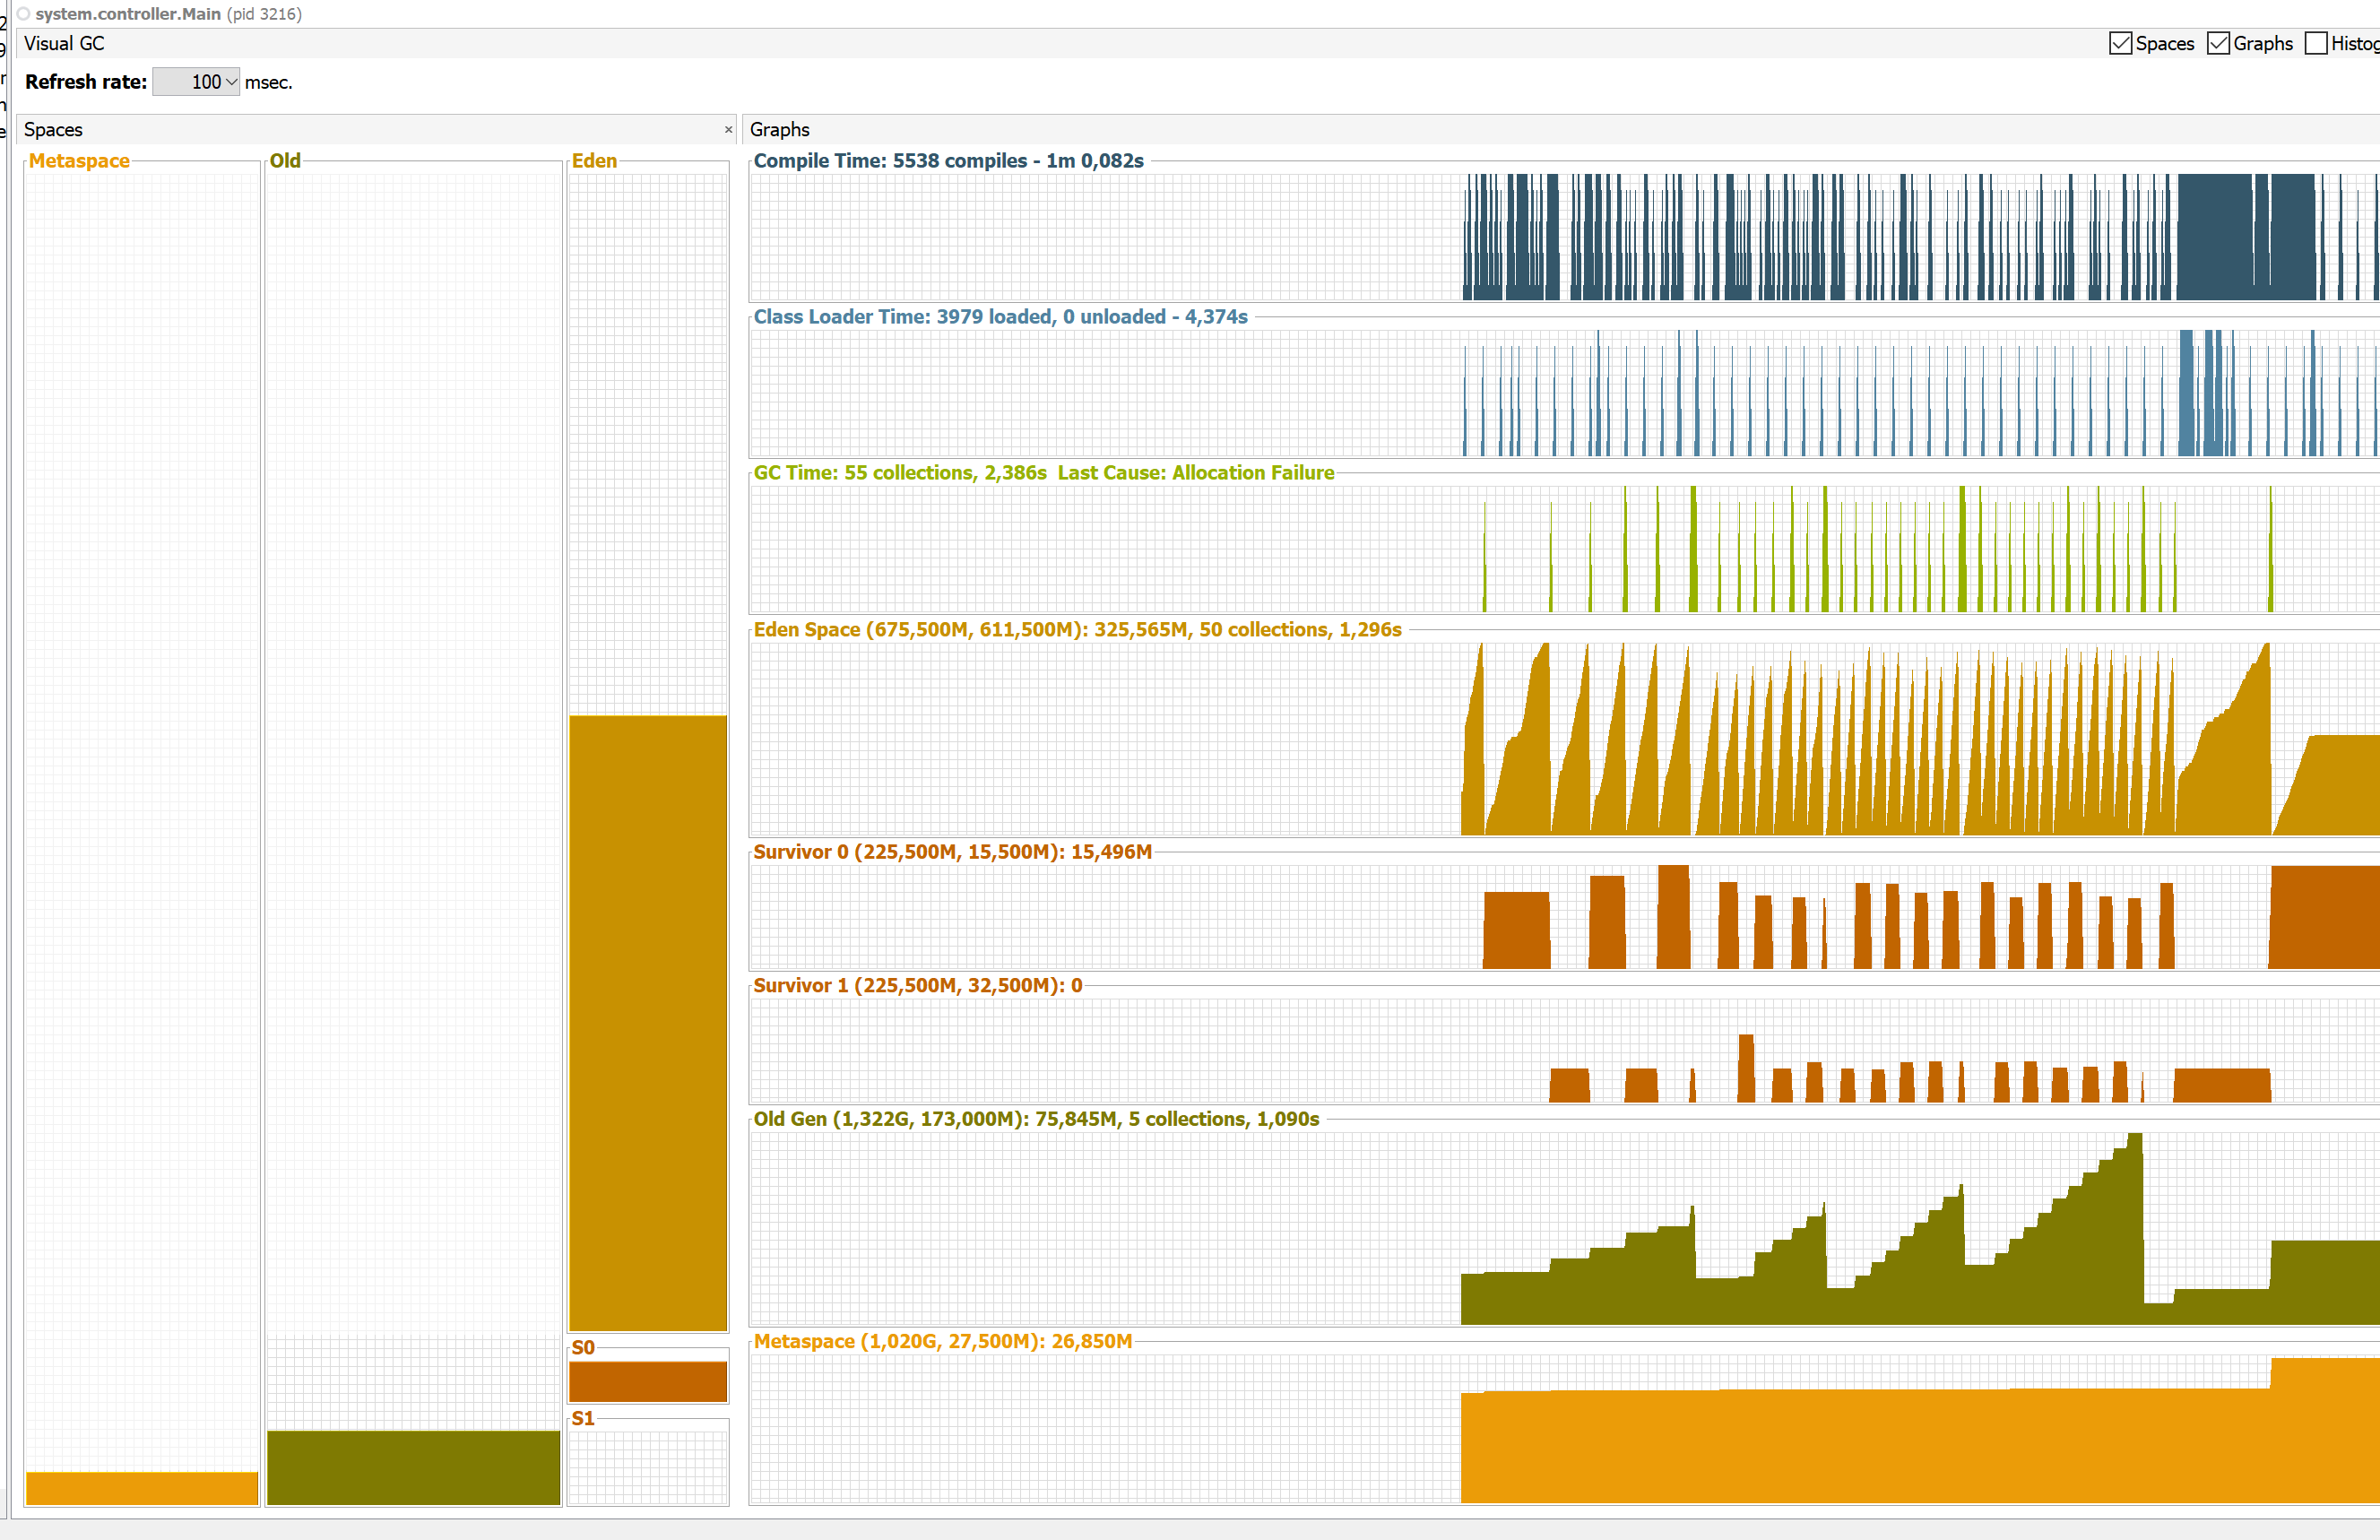 system.controller.Main (pid 3216)
Visual GC
Spaces
Graphs
Refresh rate: 100 msec.
Spaces
Graphs
Metaspace
Old
Eden
S0
S1
Compile Time: 5538 compiles - 1m 0,082s
Class Loader Time: 3979 loaded, 0 unloaded - 4,374s
GC Time: 55 collections, 2,386s Last Cause: Allocation Failure
Eden Space (675,500M, 611,500M): 325,565M, 50 collections, 1,296s
Survivor 0 (225,500M, 15,500M): 15,496M
Survivor 1 (225,500M, 32,500M): 0
Old Gen (1,322G, 173,000M): 75,845M, 5 collections, 1,090s
Metaspace (1,020G, 27,500M): 26,850M